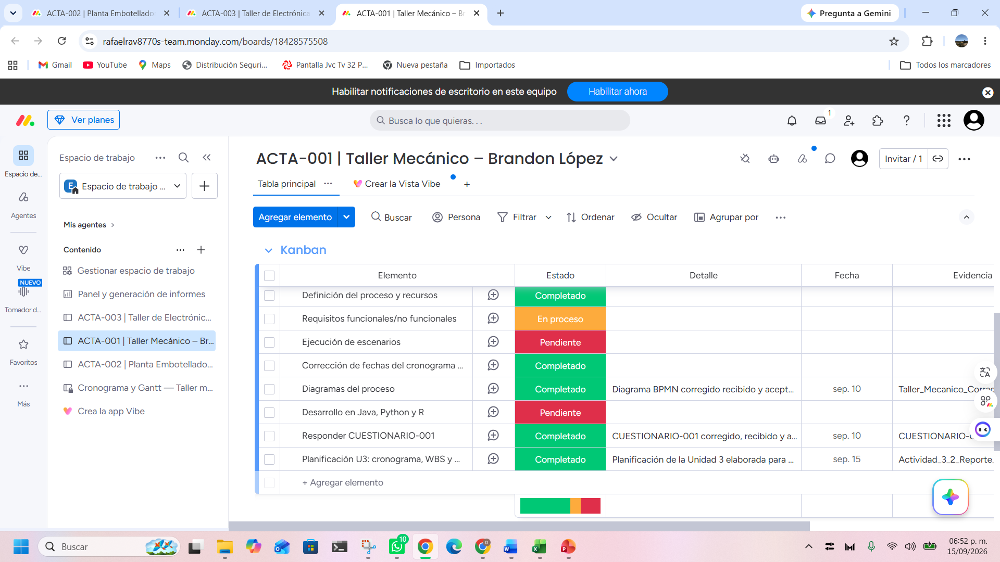 ACTA-002 | Planta Embotellador
ACTA-003 | Taller de Electrónica
ACTA-001 | Taller Mecánico – Br
Pregunta a Gemini
rafaelrav8770s-team.monday.com/boards/18428575508
Gmail
YouTube
Maps
Distribución Seguri...
Pantalla Jvc Tv 32 P...
Nueva pestaña
Importados
Todos los marcadores
Habilitar notificaciones de escritorio en este equipo
Habilitar ahora
Ver planes
Busca lo que quieras. . .
1
Espacio de...
Agentes
Vibe
NUEVO
Tomador d...
Favoritos
Más
Espacio de trabajo
E
Espacio de trabajo ...
Mis agentes
Contenido
Gestionar espacio de trabajo
Panel y generación de informes
ACTA-003 | Taller de Electrónic...
ACTA-001 | Taller Mecánico – Br...
ACTA-002 | Planta Embotellado...
Cronograma y Gantt — Taller m...
Crea la app Vibe
ACTA-001 | Taller Mecánico – Brandon López
Invitar / 1
Tabla principal
Crear la Vista Vibe
Agregar elemento
Buscar
Persona
Filtrar
Ordenar
Ocultar
Agrupar por
Kanban
Elemento Estado Detalle Fecha Evidencia
Definición del proceso y recursos Completado
Requisitos funcionales/no funcionales En proceso
Ejecución de escenarios Pendiente
Corrección de fechas del cronograma ... Completado
Diagramas del proceso Completado Diagrama BPMN corregido recibido y acept... sep. 10 Taller_Mecanico_Correg
Desarrollo en Java, Python y R Pendiente
Responder CUESTIONARIO-001 Completado CUESTIONARIO-001 corregido, recibido y a... sep. 10 CUESTIONARIO-0
Planificación U3: cronograma, WBS y ... Completado Planificación de la Unidad 3 elaborada para ... sep. 15 Actividad_3_2_Reporte_
+ Agregar elemento
Buscar
10
D
06:52 p. m.
15/09/2026